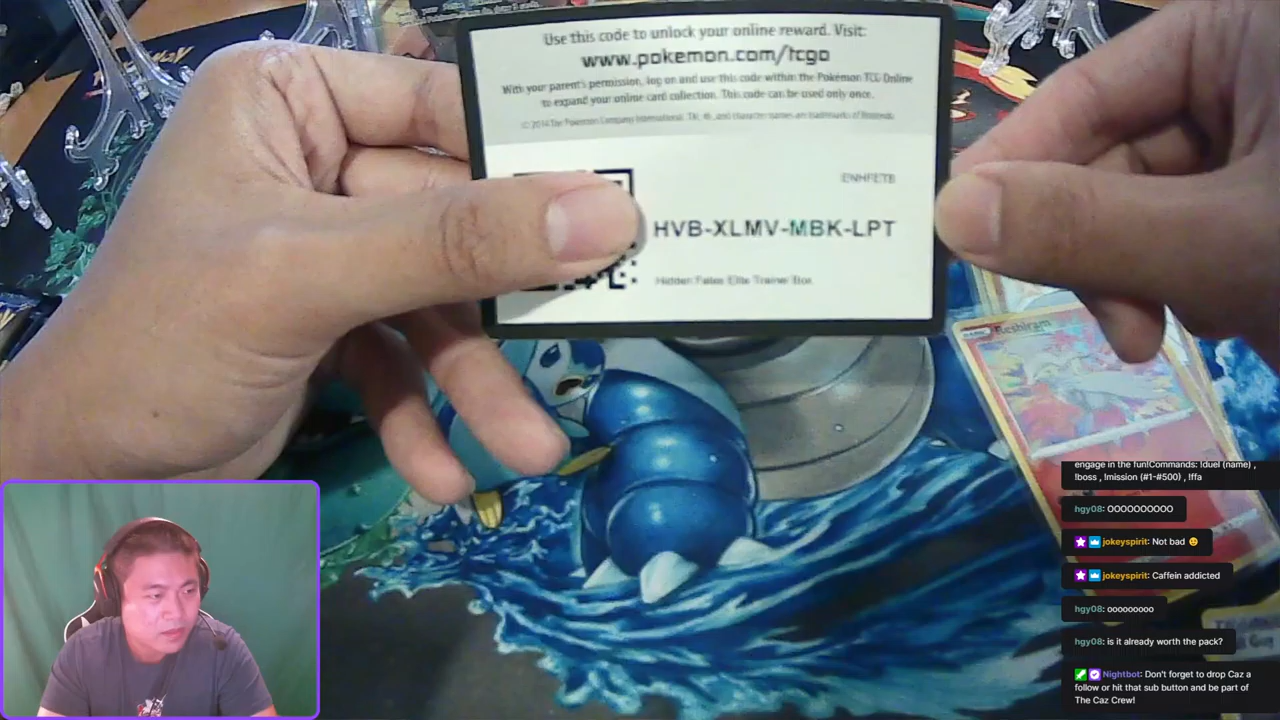 Use this code to unlock your online reward. Visit:
www.pokemon.com/tcgo
With your parent's permission, log on and use this code within the Pokémon TCG Online
to expand your online card collection. This code can be used only once.
ENHFETB
HVB-XLMV-MBK-LPT
Hidden Fates Elite Trainer Box
Reshiram
engage in the fun!Commands: !duel (name) ,
!boss , !mission (#1-#500) , !ffa
hgy08: OOOOOOOOOO
jokeyspirit: Not bad 😉
jokeyspirit: Caffein addicted
hgy08: ooooooooo
hgy08: is it already worth the pack?
Nightbot: Don't forget to drop Caz a
follow or hit that sub button and be part of
The Caz Crew!